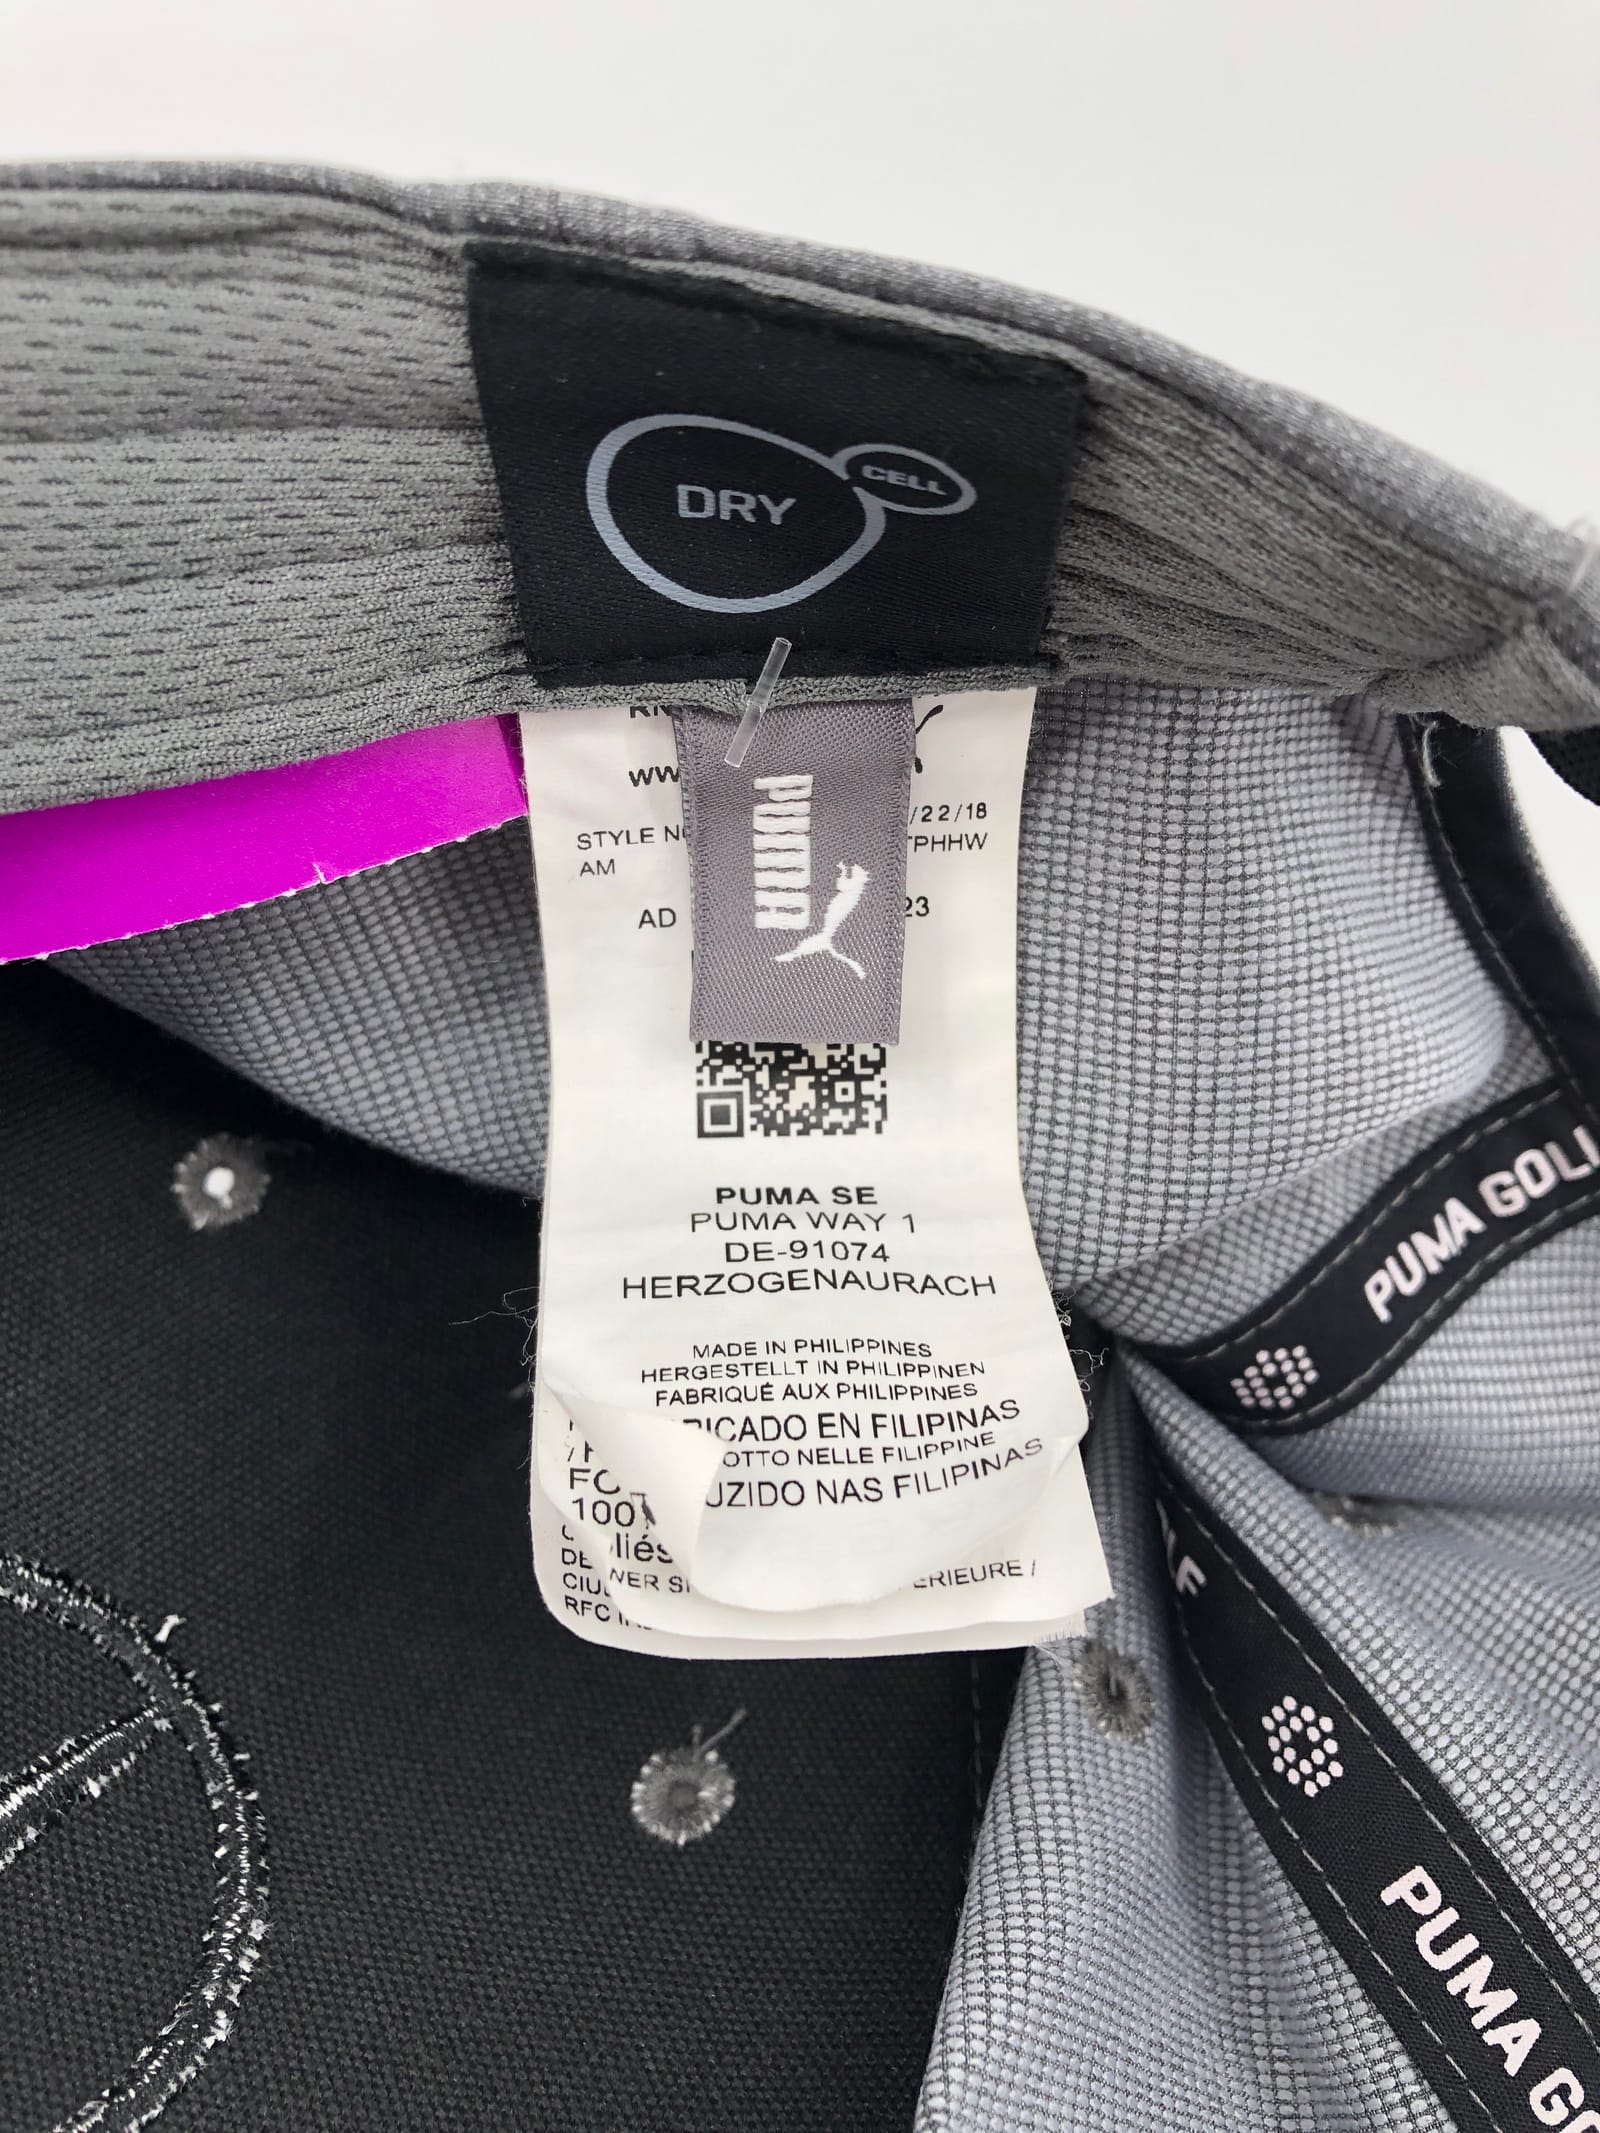 DRY CELL
PUMA
/22/18
STYLE
AM
AD
23
PUMA SE
PUMA WAY 1
DE-91074
HERZOGENAURACH
MADE IN PHILIPPINES
HERGESTELLT IN PHILIPPINEN
FABRIQUÉ AUX PHILIPPINES
RICADO EN FILIPINAS
OTTO NELLE FILIPPINE
UZIDO NAS FILIPINAS
100%
ERIEURE /
RFC
PUMA GOL
PUMA GO